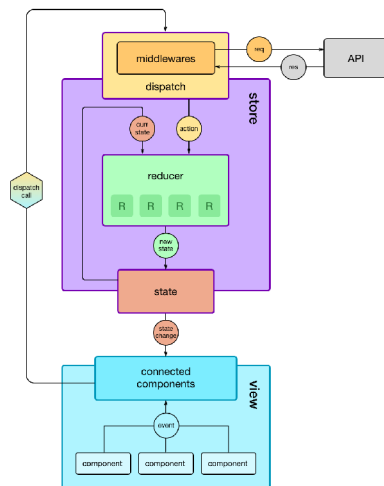 middlewares
req
res
API
dispatch
store
curr
state
action
reducer
R R R R
dispatch
call
new
state
state
state
change
connected
components
view
event
component component component